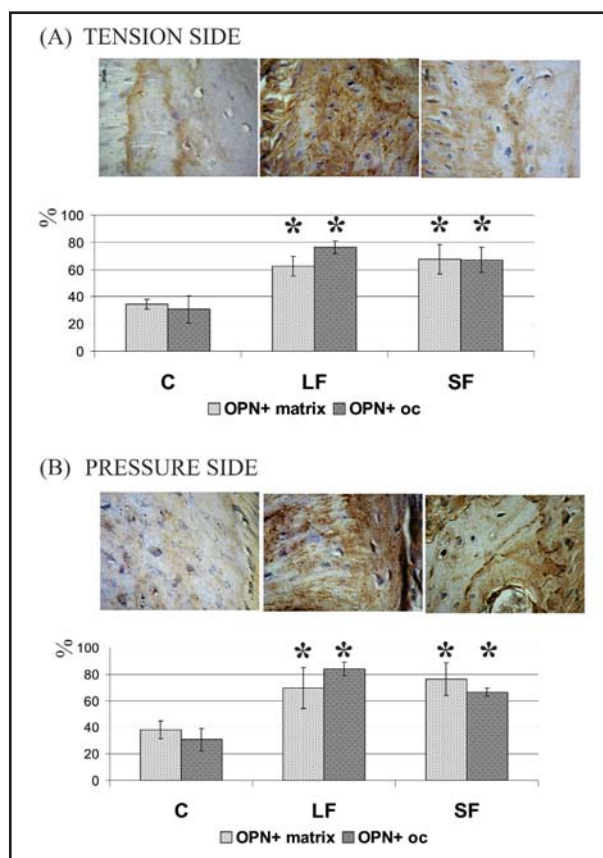 (A) TENSION SIDE
%
100
80
60
40
20
0
* * * *
C LF SF
OPN+ matrix OPN+ oc
(B) PRESSURE SIDE
%
100
80
60
40
20
0
* * * *
C LF SF
OPN+ matrix OPN+ oc